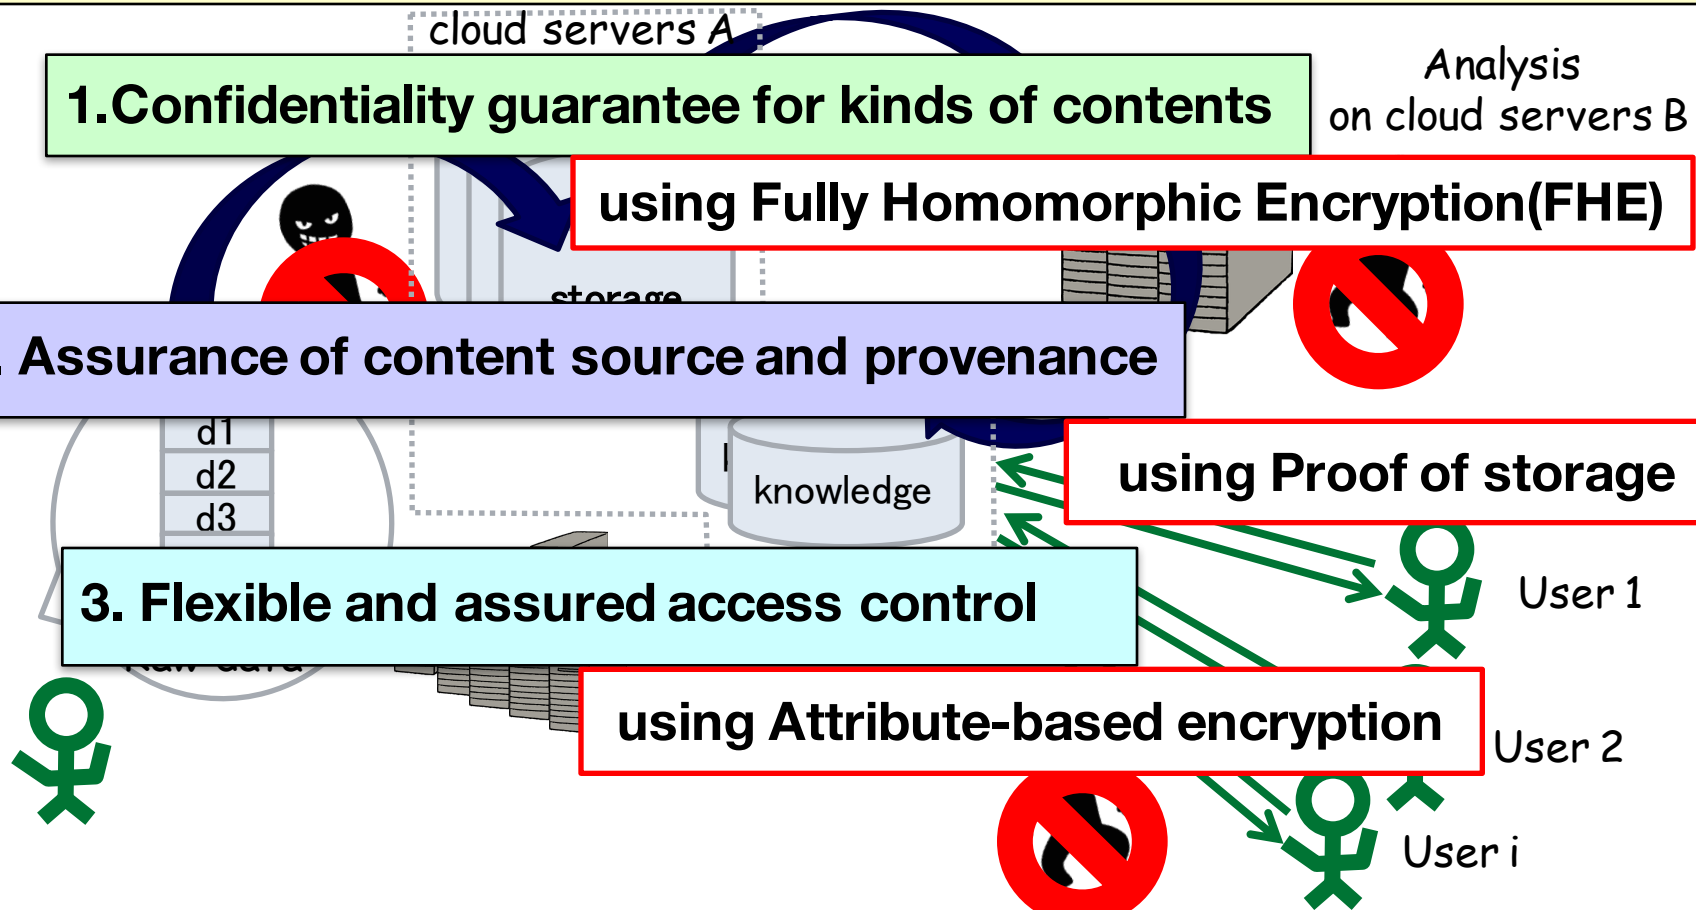 cloud servers A
Analysis
on cloud servers B
1.Confidentiality guarantee for kinds of contents
using Fully Homomorphic Encryption(FHE)
storage
. Assurance of content source and provenance
d1
d2
d3
knowledge
using Proof of storage
3. Flexible and assured access control
User 1
Raw data
using Attribute-based encryption
User 2
User i